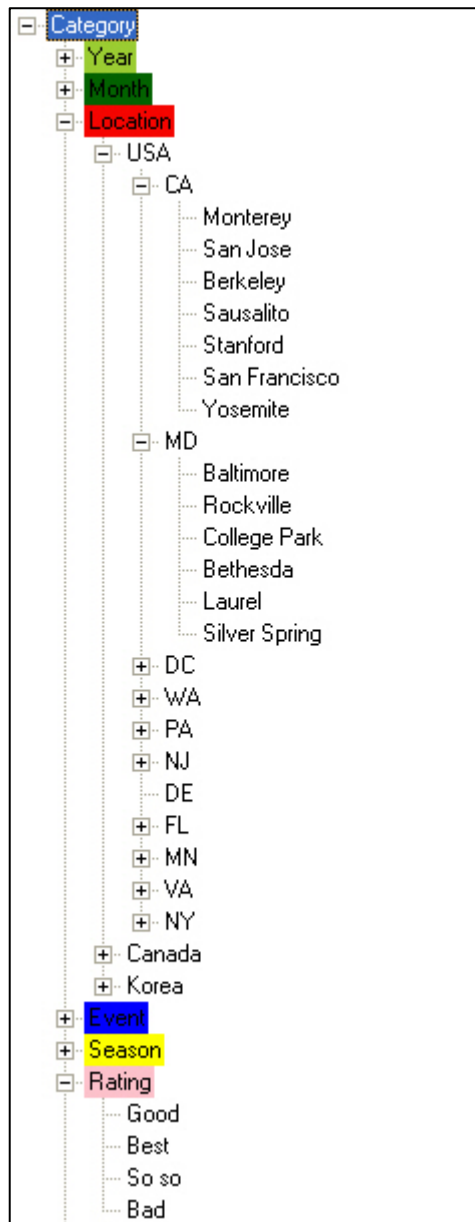 Category
Year
Month
Location
USA
CA
Monterey
San Jose
Berkeley
Sausalito
Stanford
San Francisco
Yosemite
MD
Baltimore
Rockville
College Park
Bethesda
Laurel
Silver Spring
DC
WA
PA
NJ
DE
FL
MN
VA
NY
Canada
Korea
Event
Season
Rating
Good
Best
So so
Bad